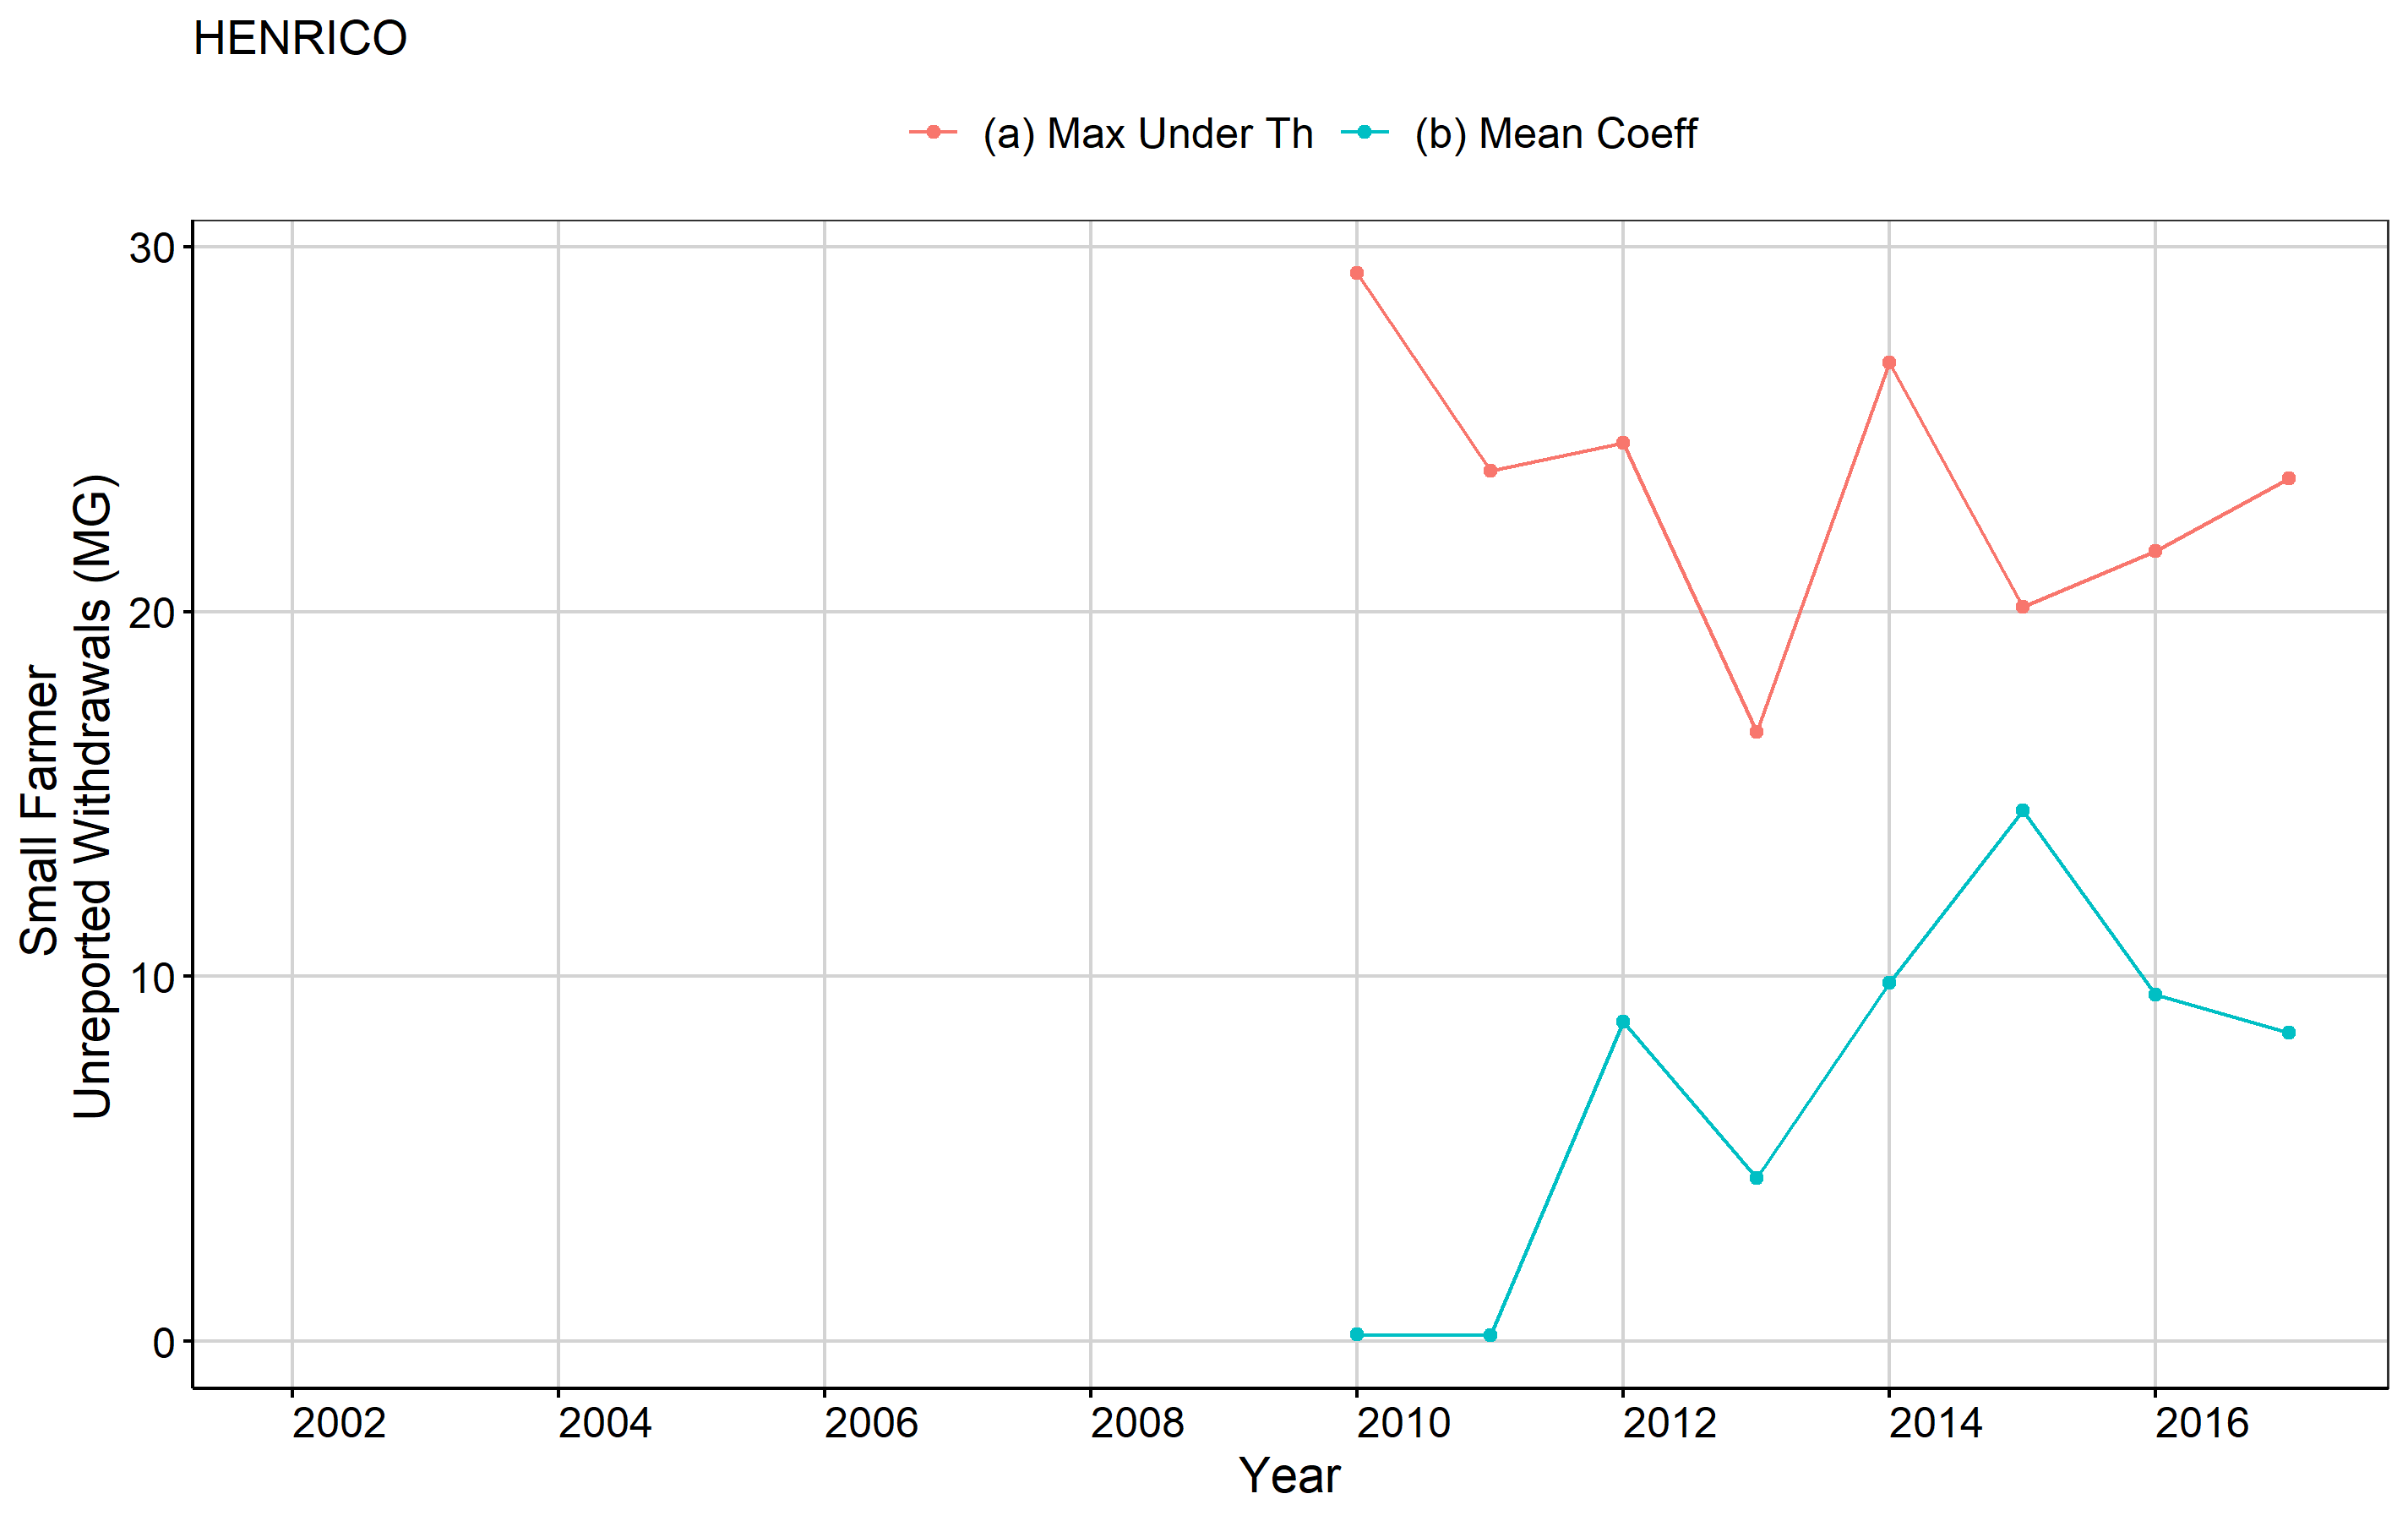 HENRICO
(a) Max Under Th (b) Mean Coeff
Small Farmer
Unreported Withdrawals (MG)
30
20
10
0
2002 2004 2006 2008 2010 2012 2014 2016
Year